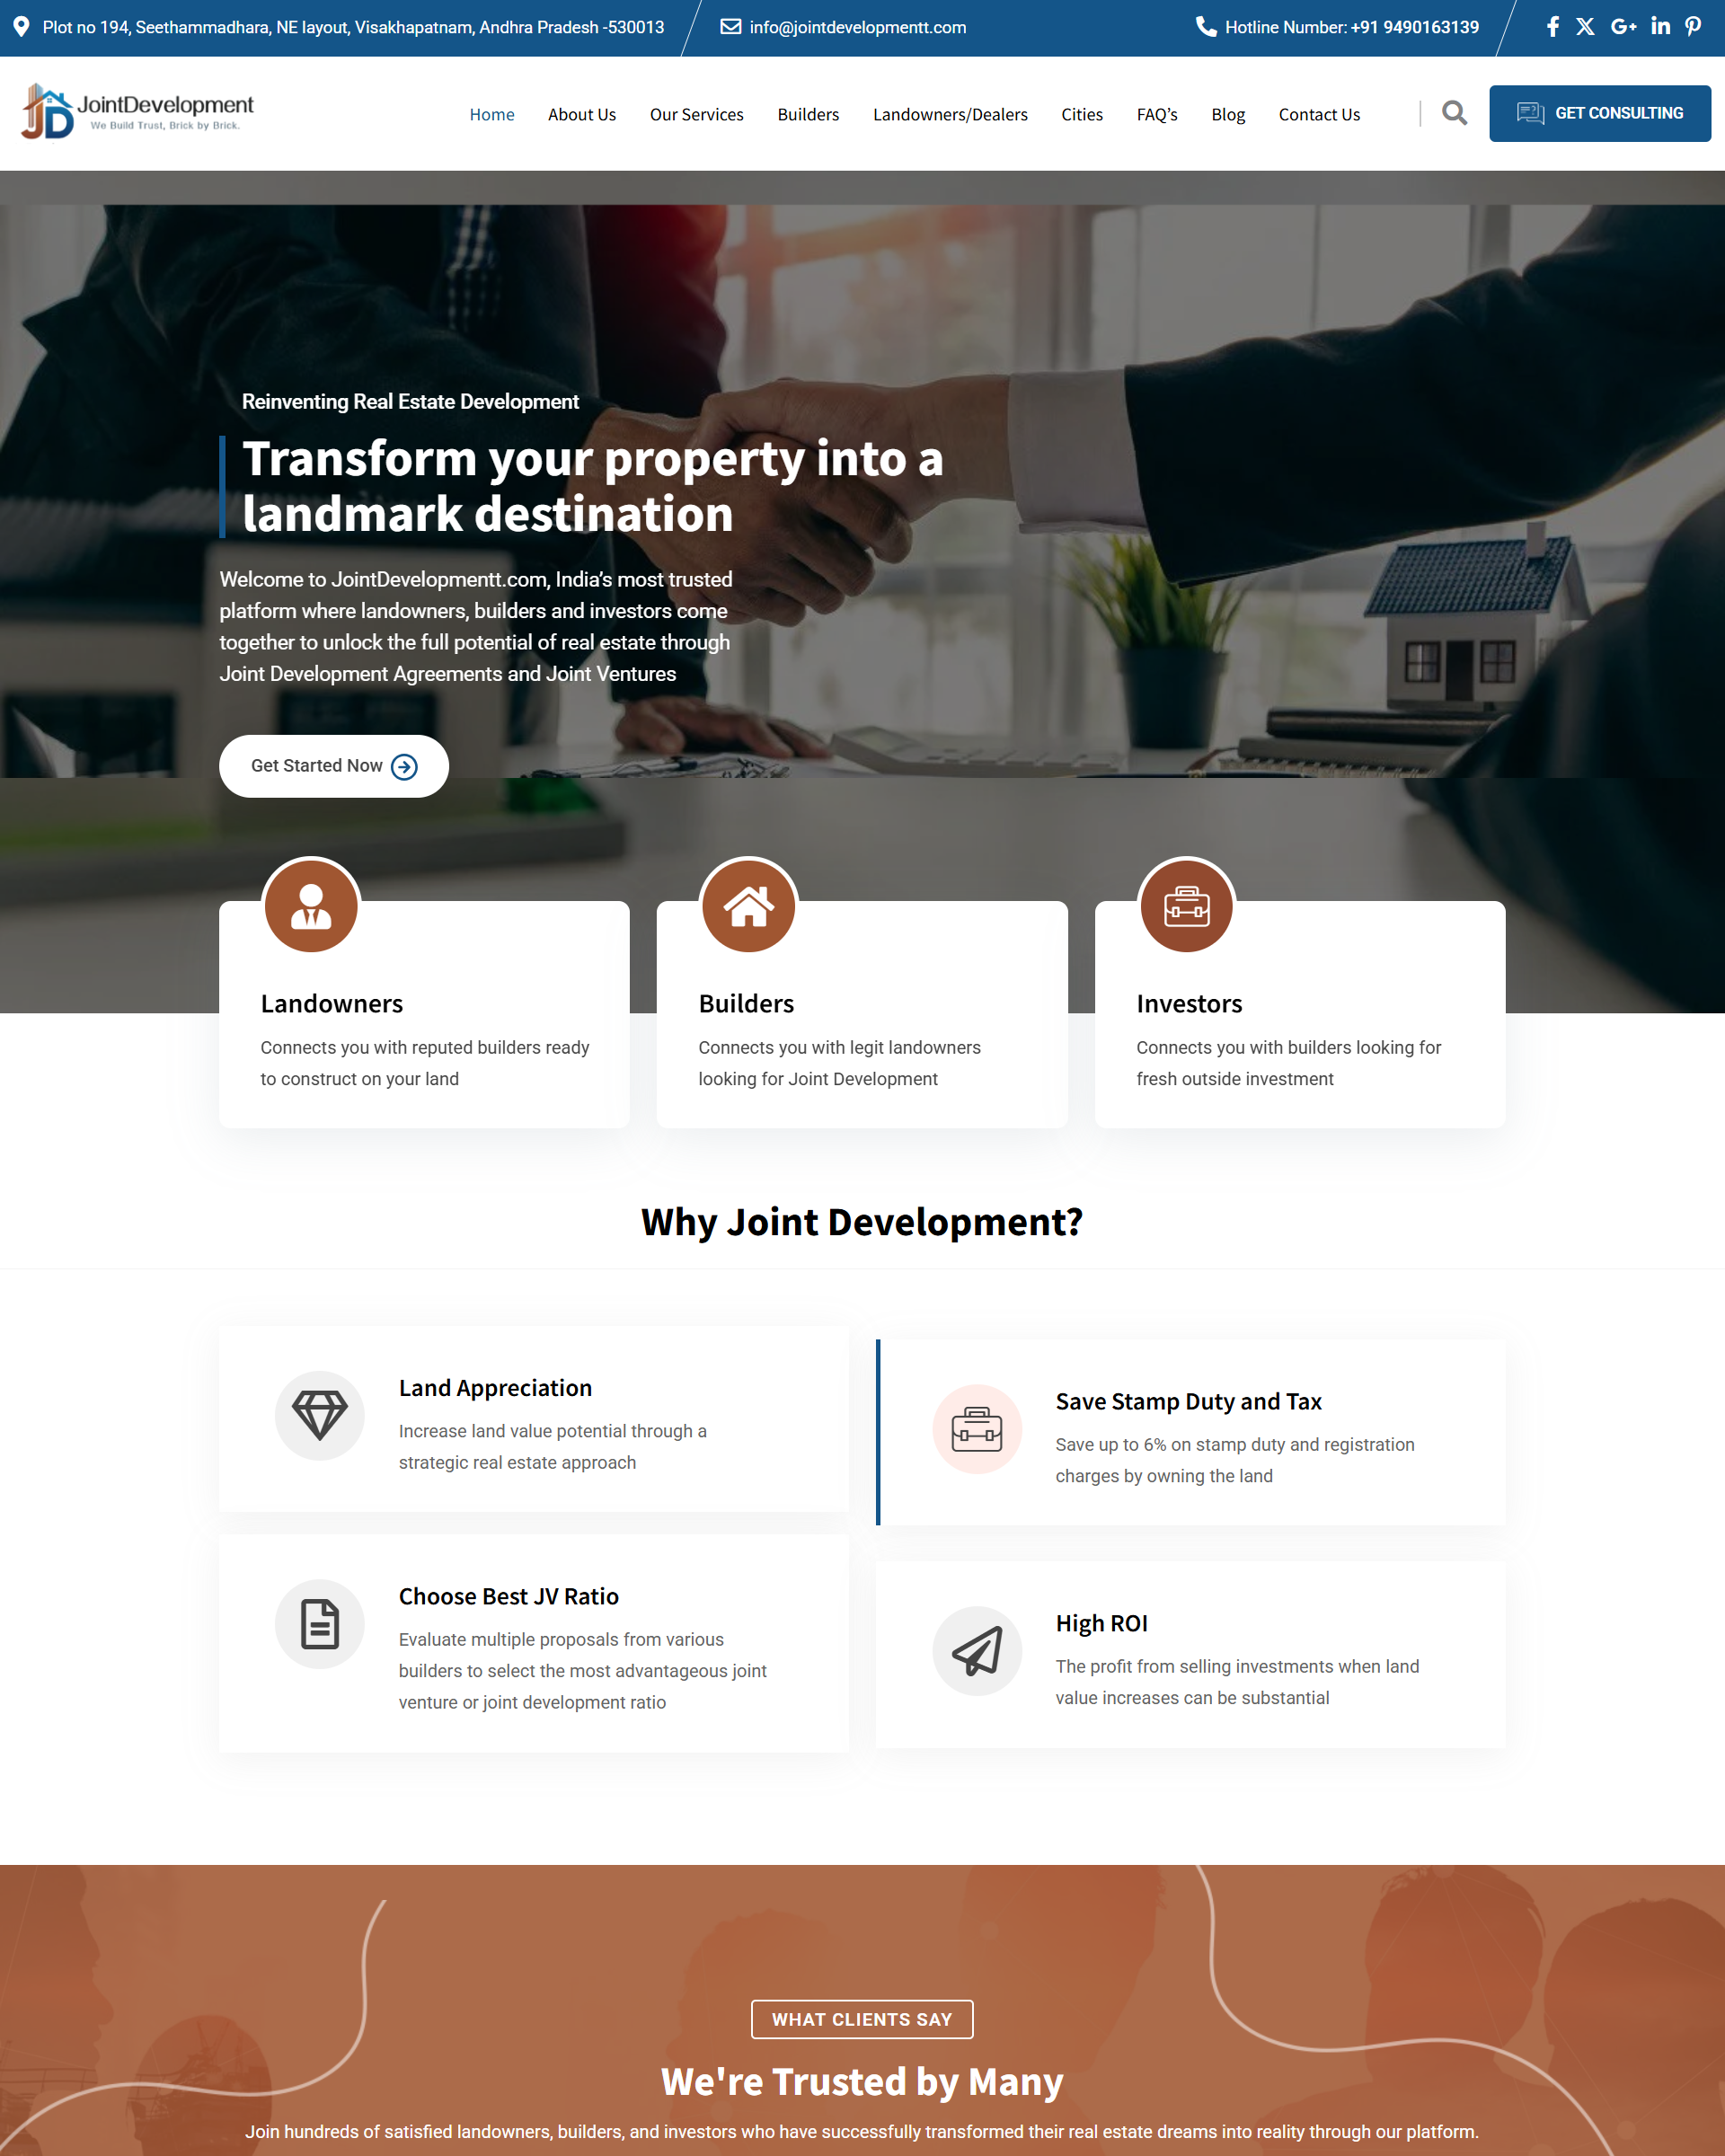 Plot no 194, Seethammadhara, NE layout, Visakhapatnam, Andhra Pradesh -530013
info@jointdevelopmentt.com
Hotline Number: +91 9490163139
JD JointDevelopment
We Build Trust, Brick by Brick.
Home About Us Our Services Builders Landowners/Dealers Cities FAQ’s Blog Contact Us
GET CONSULTING
Reinventing Real Estate Development
Transform your property into a
landmark destination
Welcome to JointDevelopmentt.com, India’s most trusted
platform where landowners, builders and investors come
together to unlock the full potential of real estate through
Joint Development Agreements and Joint Ventures
Get Started Now
Landowners
Connects you with reputed builders ready
to construct on your land
Builders
Connects you with legit landowners
looking for Joint Development
Investors
Connects you with builders looking for
fresh outside investment
Why Joint Development?
Land Appreciation
Increase land value potential through a
strategic real estate approach
Save Stamp Duty and Tax
Save up to 6% on stamp duty and registration
charges by owning the land
Choose Best JV Ratio
Evaluate multiple proposals from various
builders to select the most advantageous joint
venture or joint development ratio
High ROI
The profit from selling investments when land
value increases can be substantial
WHAT CLIENTS SAY
We're Trusted by Many
Join hundreds of satisfied landowners, builders, and investors who have successfully transformed their real estate dreams into reality through our platform.